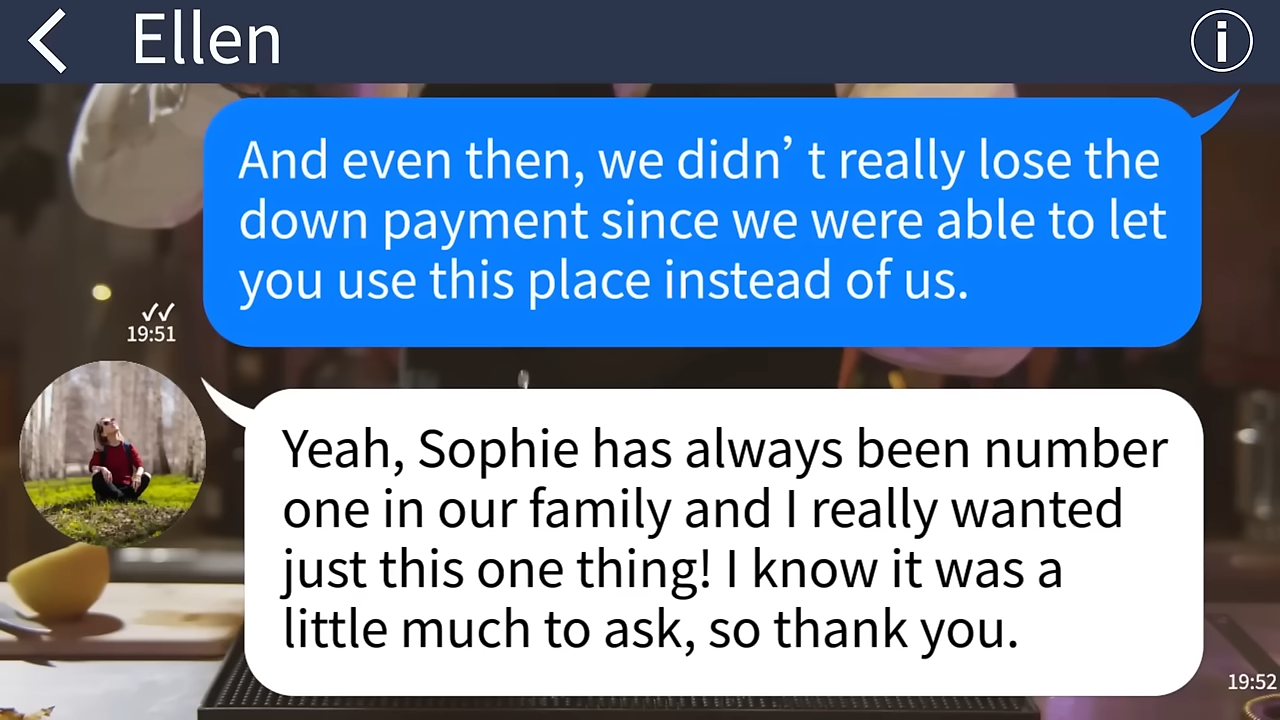 Ellen
And even then, we didn’ t really lose the
down payment since we were able to let
you use this place instead of us.
19:51
Yeah, Sophie has always been number
one in our family and I really wanted
just this one thing! I know it was a
little much to ask, so thank you.
19:52